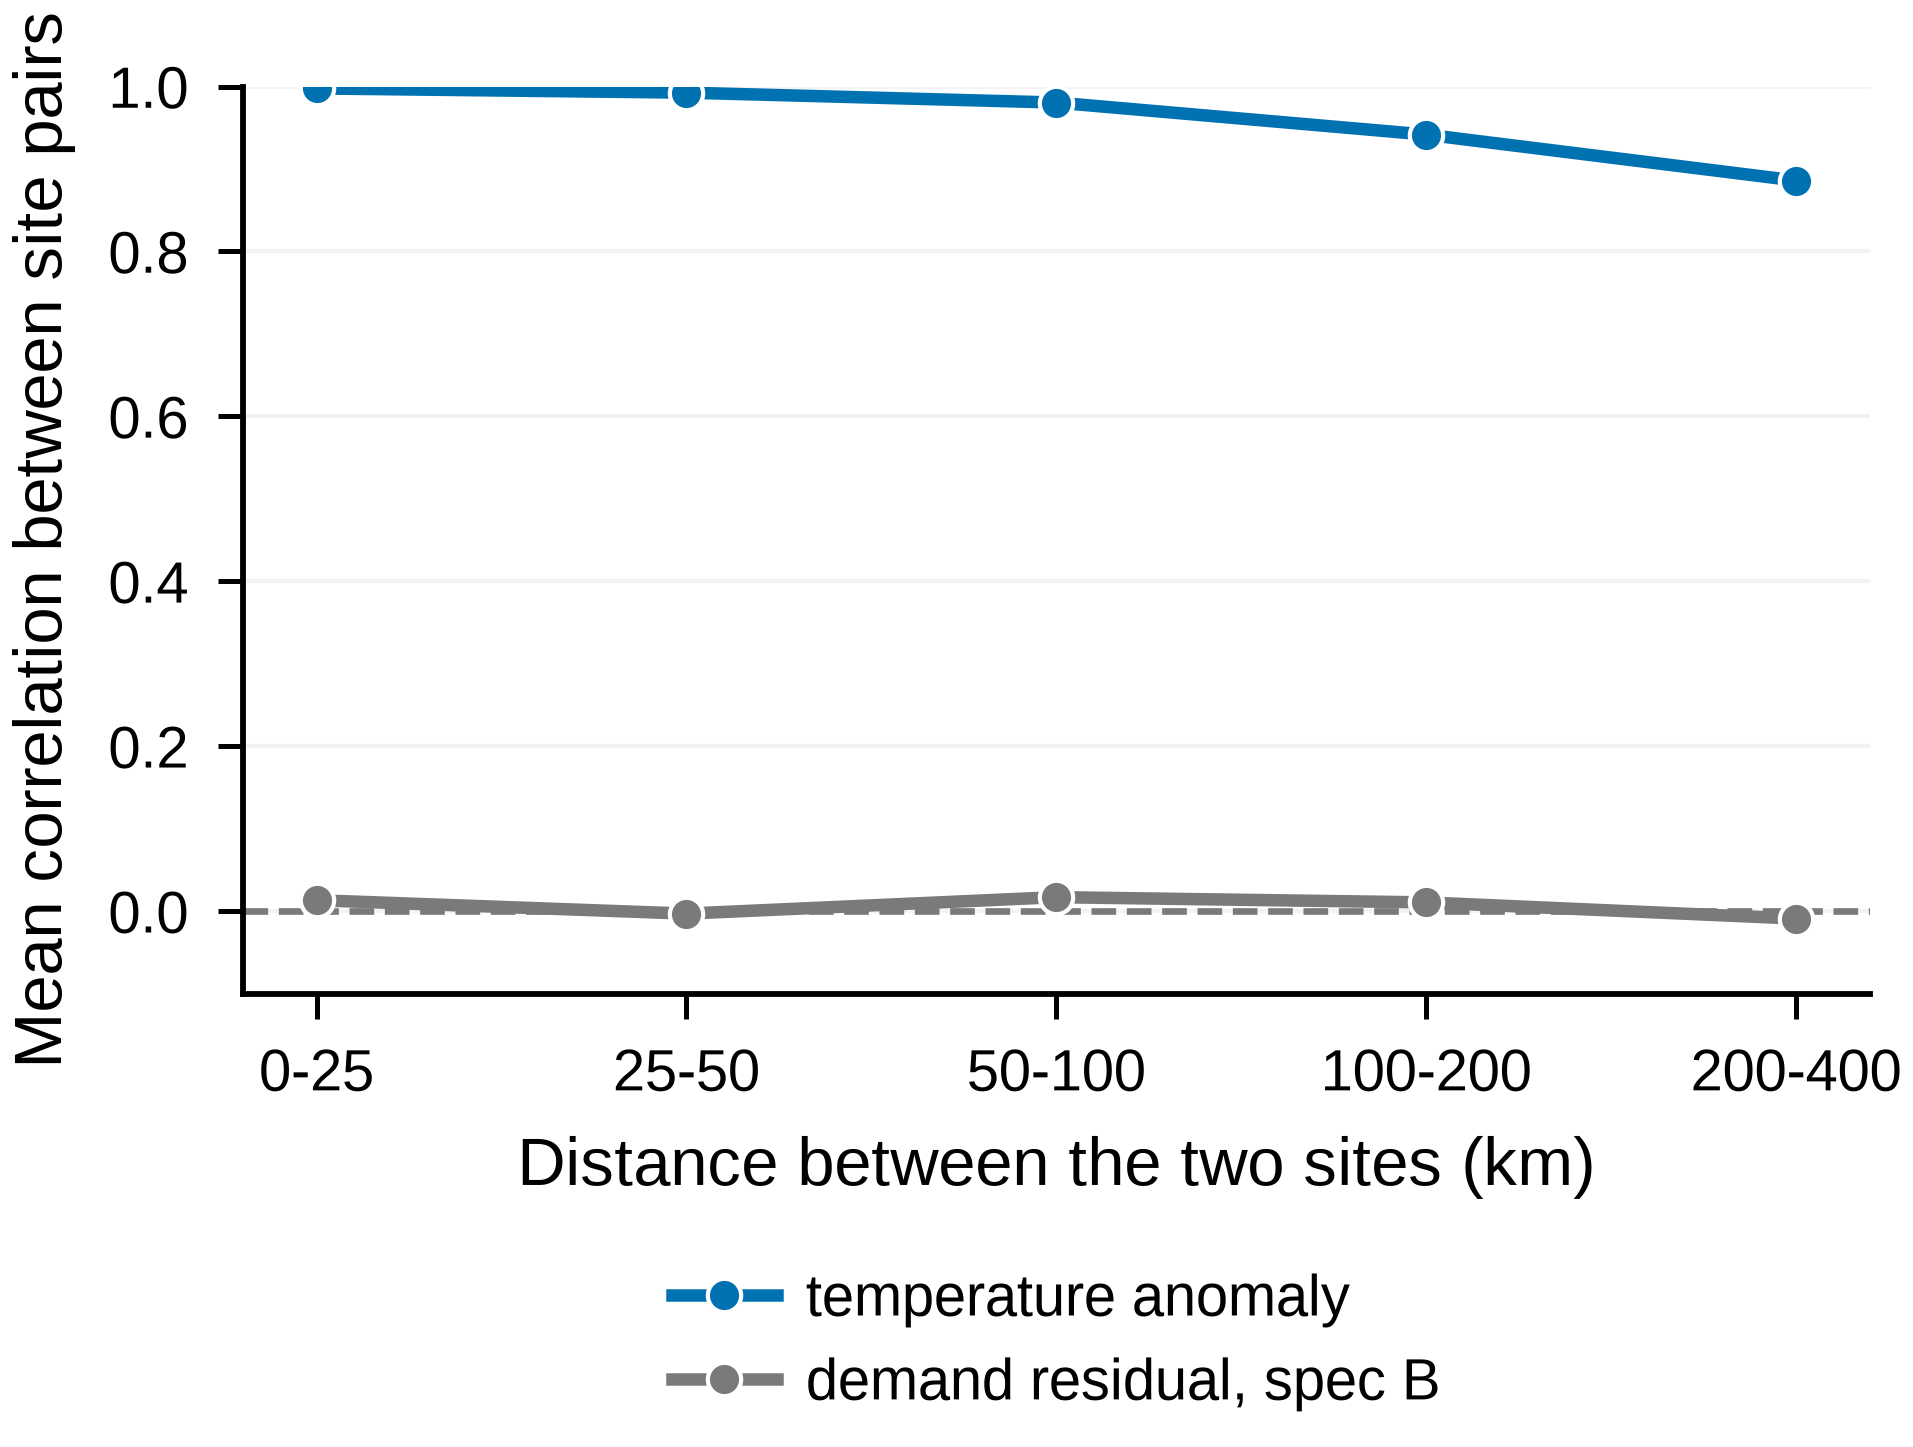 Mean correlation between site pairs
1.0
0.8
0.6
0.4
0.2
0.0
0-25 25-50 50-100 100-200 200-400
Distance between the two sites (km)
temperature anomaly
demand residual, spec B